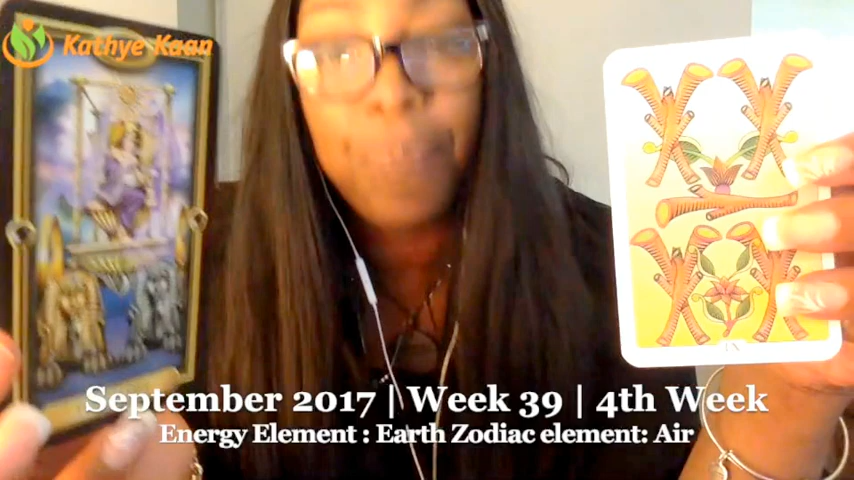 Kathye Kaan
September 2017 | Week 39 | 4th Week
Energy Element : Earth Zodiac element: Air